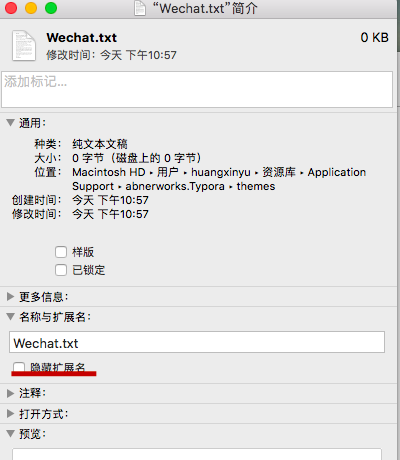 “Wechat.txt”简介
Wechat.txt 0 KB
修改时间：今天 下午10:57
添加标记...
通用：
种类： 纯文本文稿
大小： 0 字节（磁盘上的 0 字节）
位置： Macintosh HD ▸ 用户 ▸ huangxinyu ▸ 资源库 ▸ Application
Support ▸ abnerworks.Typora ▸ themes
创建时间： 今天 下午10:57
修改时间： 今天 下午10:57
样版
已锁定
更多信息：
名称与扩展名：
Wechat.txt
隐藏扩展名
注释：
打开方式：
预览：